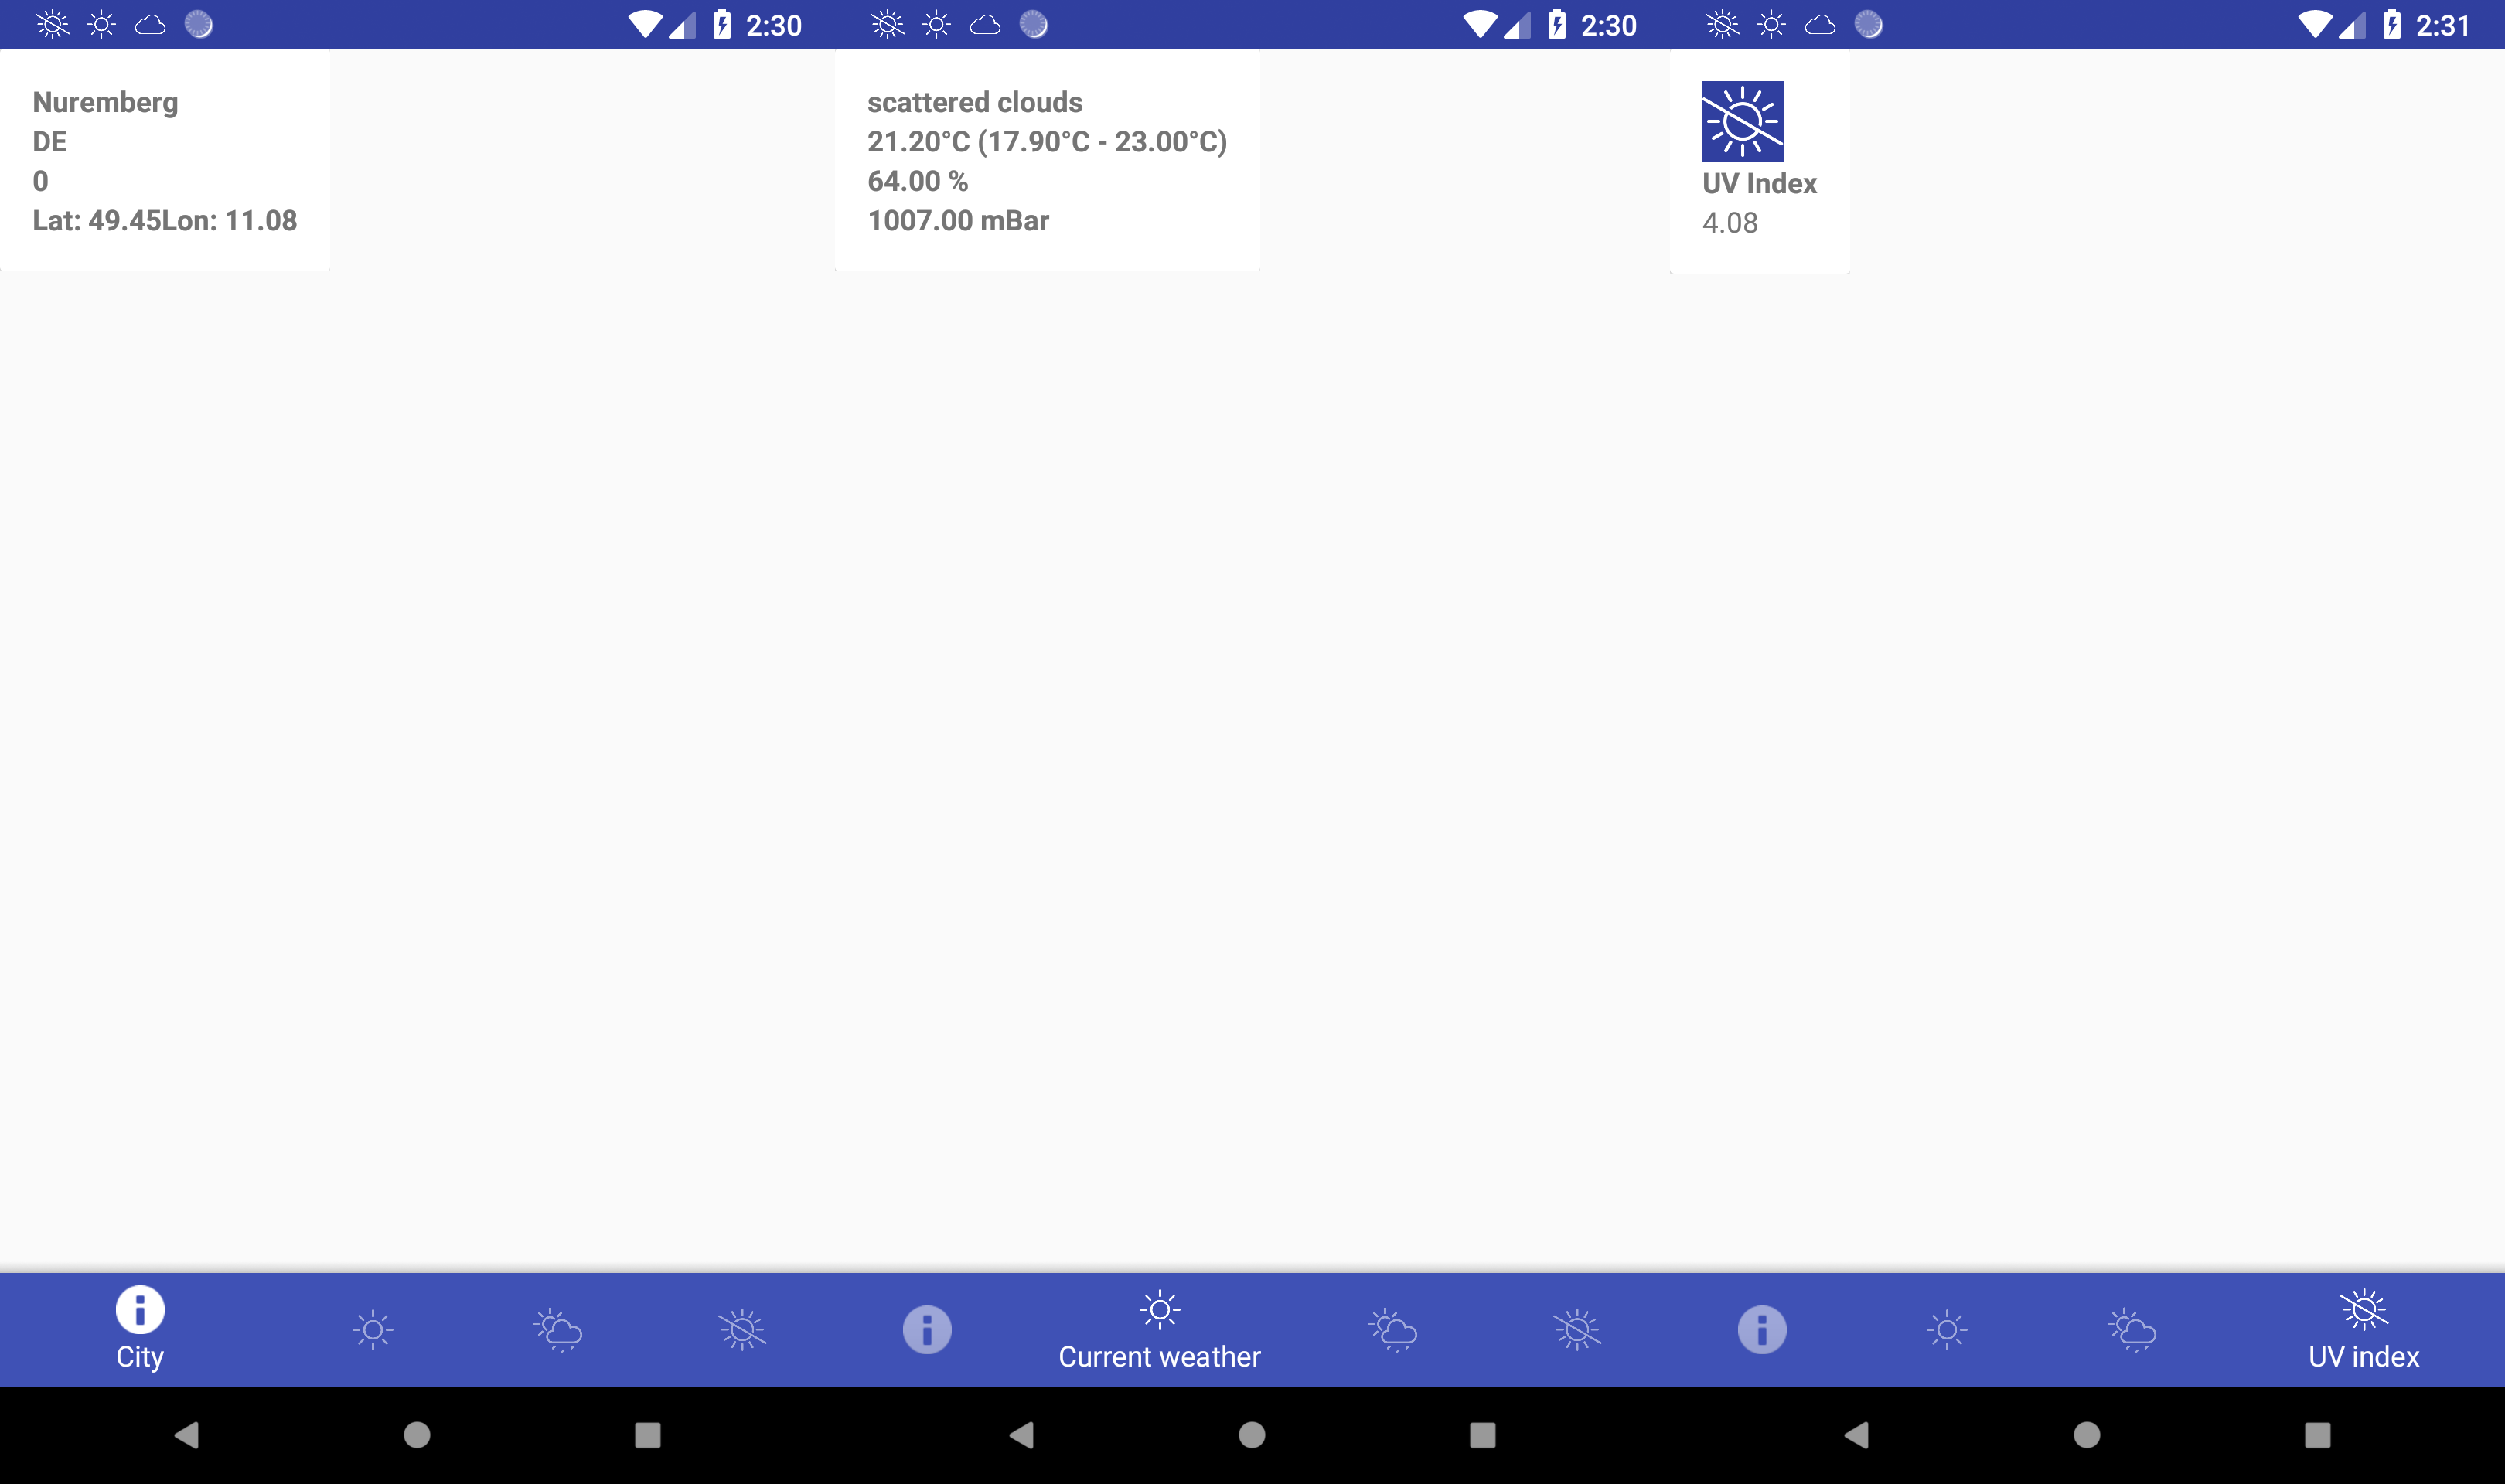 2:30
Nuremberg
DE
0
Lat: 49.45Lon: 11.08
City
2:30
scattered clouds
21.20°C (17.90°C - 23.00°C)
64.00 %
1007.00 mBar
Current weather
2:31
UV Index
4.08
UV index